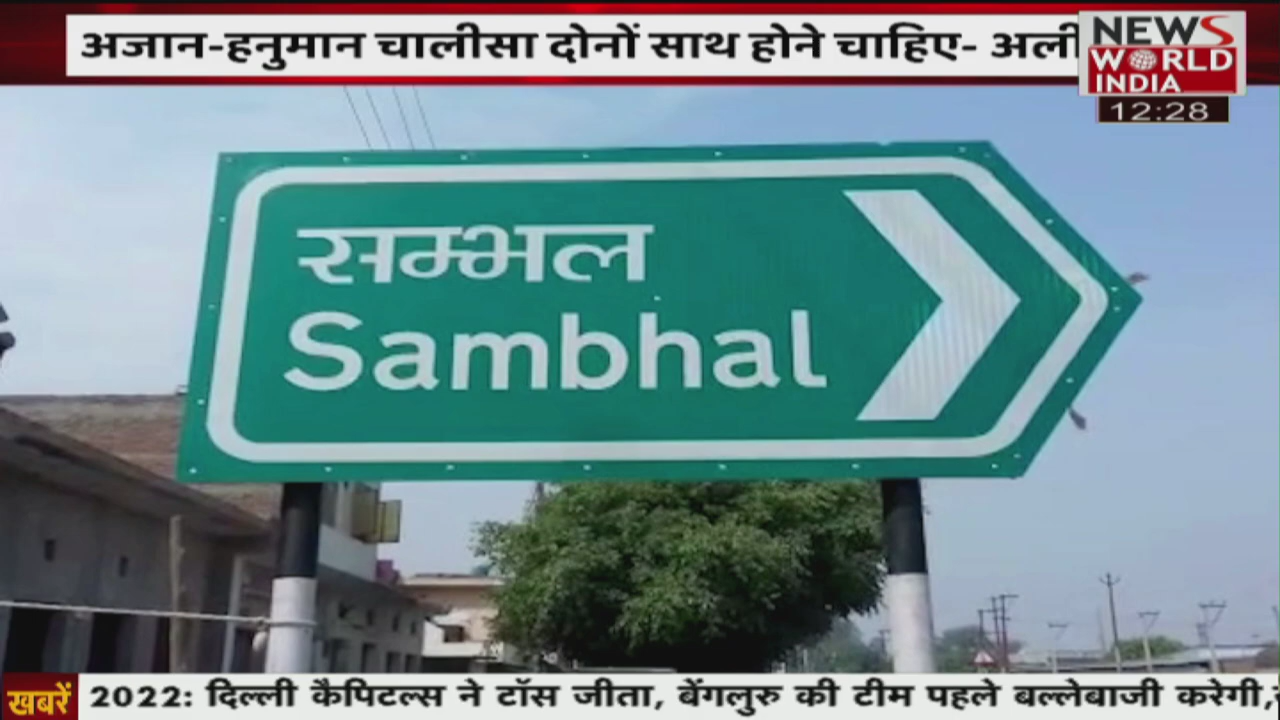 अजान-हनुमान चालीसा दोनों साथ होने चाहिए- अली
NEWS
WORLD
INDIA
12:28
सम्भल
Sambhal
खबरें
2022: दिल्ली कैपिटल्स ने टॉस जीता, बेंगलुरु की टीम पहले बल्लेबाजी करेगी,